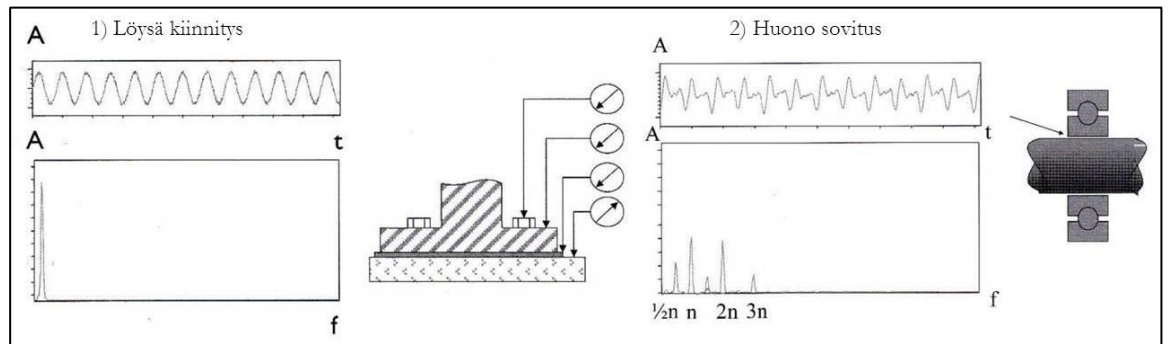 1) Löysä kiinnitys
A
t
A
f
2) Huono sovitus
A
t
A
½n n 2n 3n
f